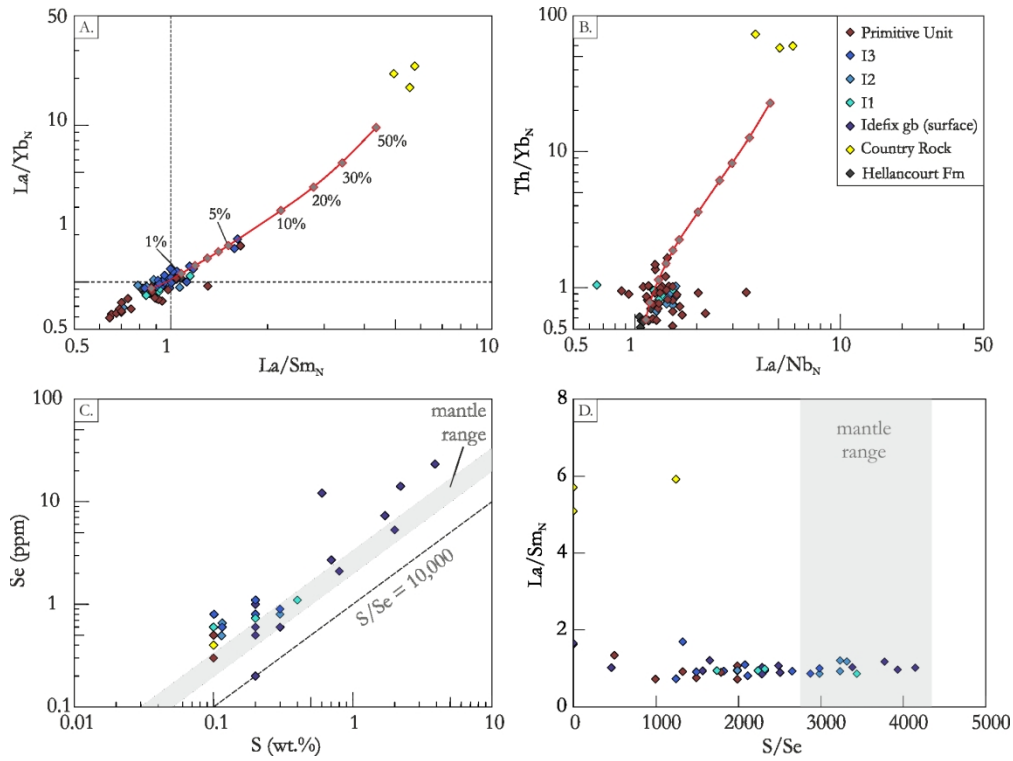 A.
50
10
1
0.5
La/Yb_N
50%
30%
20%
10%
5%
1%
0.5
1
10
La/Sm_N
B.
100
10
1
0.5
Th/Yb_N
Primitive Unit
I3
I2
I1
Idefix gb (surface)
Country Rock
Hellancourt Fm
0.5
1
10
50
La/Nb_N
C.
100
10
1
0.1
Se (ppm)
mantle
range
S/Se = 10,000
0.01
0.1
1
10
S (wt.%)
D.
8
6
4
2
0
La/Sm_N
mantle
range
0
1000
2000
3000
4000
5000
S/Se